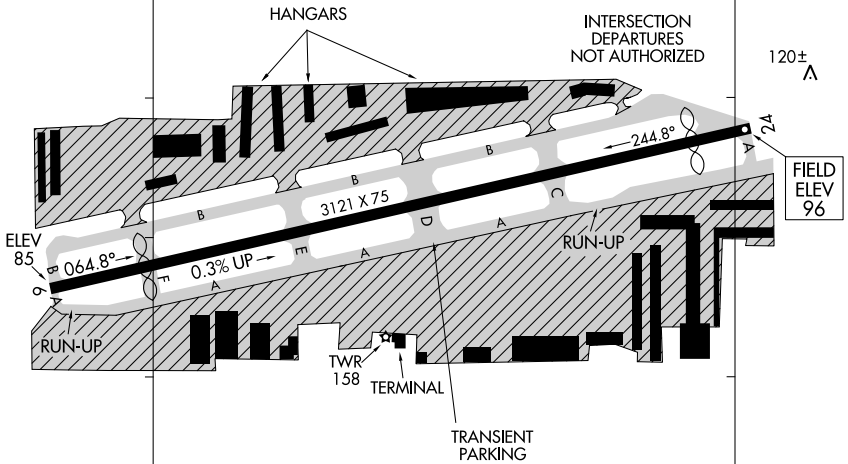 HANGARS
INTERSECTION
DEPARTURES
NOT AUTHORIZED
120±
244.8°
24
A
B
B
B
FIELD
ELEV
96
3121 X 75
C
D
A
RUN-UP
ELEV
85
B
064.8°
0.3% UP
E
A
F
A
6
A
RUN-UP
TWR
158
TERMINAL
TRANSIENT
PARKING